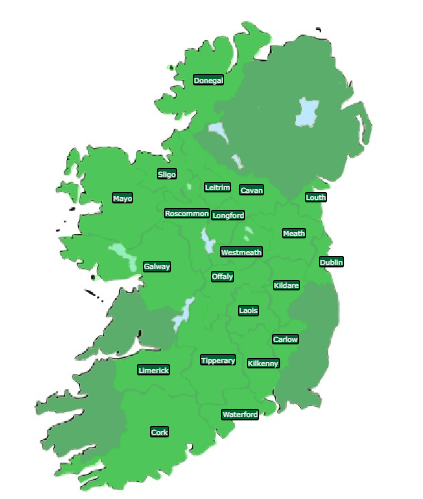 Donegal
Sligo
Leitrim
Cavan
Mayo
Louth
Roscommon
Longford
Meath
Westmeath
Dublin
Galway
Offaly
Kildare
Laois
Carlow
Tipperary
Kilkenny
Limerick
Waterford
Cork